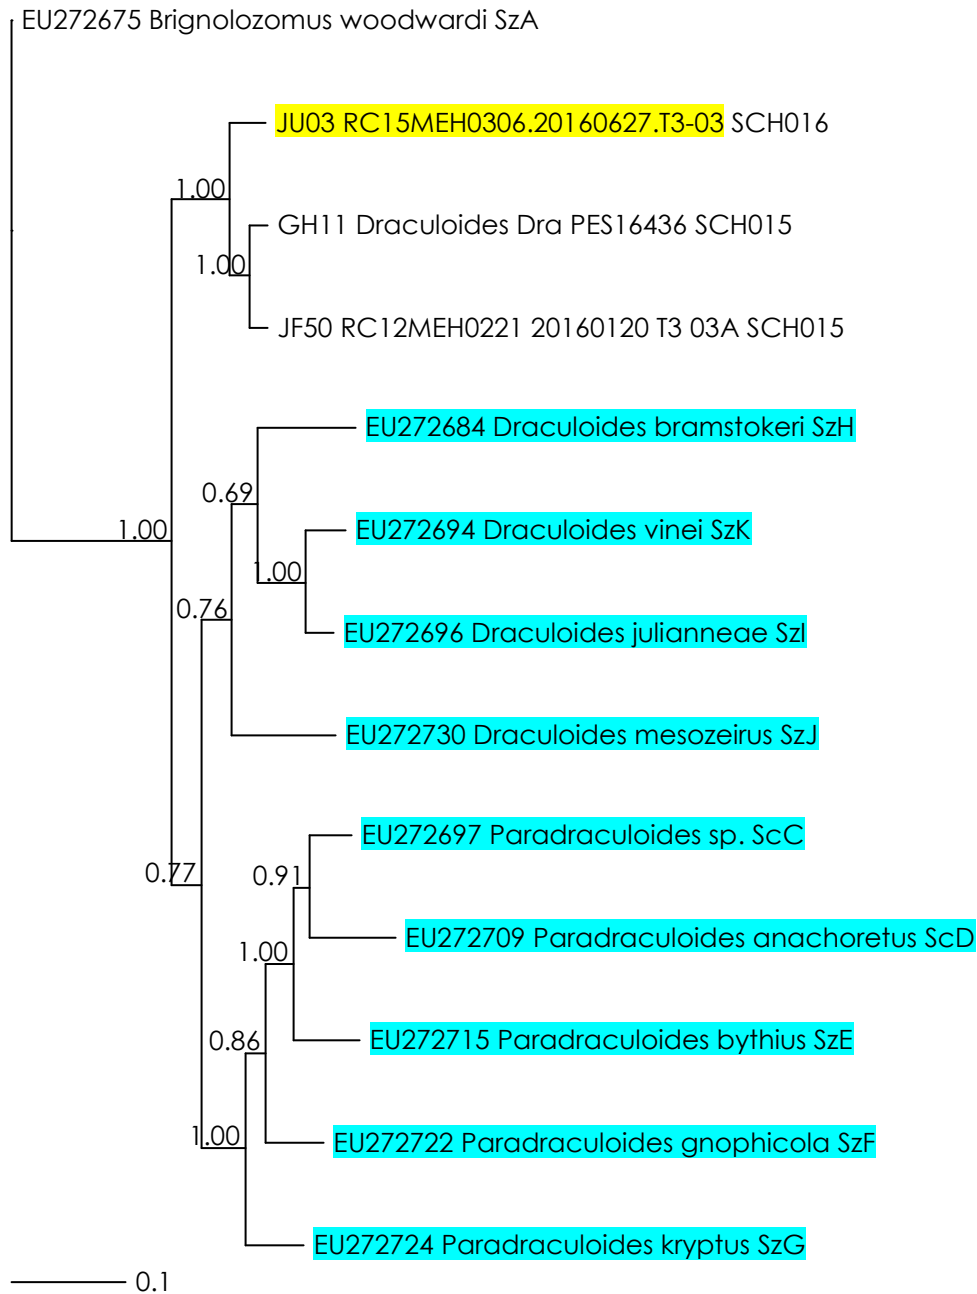 EU272675 Brignolozomus woodwardi SzA
JU03 RC15MEH0306.20160627.T3-03 SCH016
1.00
GH11 Draculoides Dra PES16436 SCH015
1.00
JF50 RC12MEH0221 20160120 T3 03A SCH015
EU272684 Draculoides bramstokeri SzH
0.69
EU272694 Draculoides vinei SzK
1.00
1.00
0.76
EU272696 Draculoides julianneae SzI
EU272730 Draculoides mesozeirus SzJ
EU272697 Paradraculoides sp. ScC
0.77
0.91
EU272709 Paradraculoides anachoretus ScD
1.00
EU272715 Paradraculoides bythius SzE
0.86
EU272722 Paradraculoides gnophicola SzF
1.00
EU272724 Paradraculoides kryptus SzG
0.1